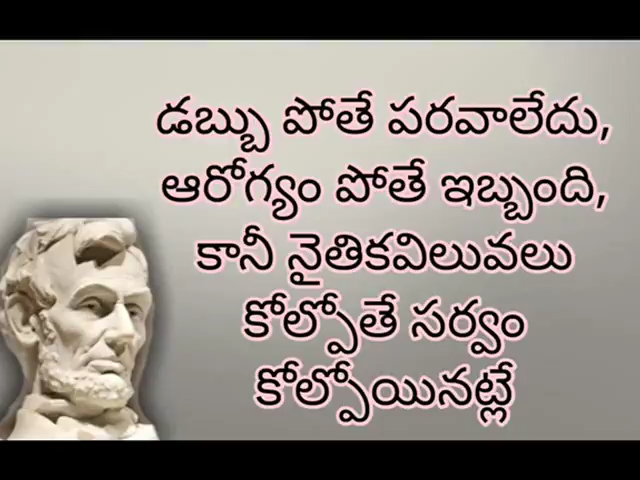 డబ్బు పోతే పరవాలేదు,
ఆరోగ్యం పోతే ఇబ్బంది,
కానీ నైతికవిలువలు
కోల్పోతే సర్వం
కోల్పోయినట్లే